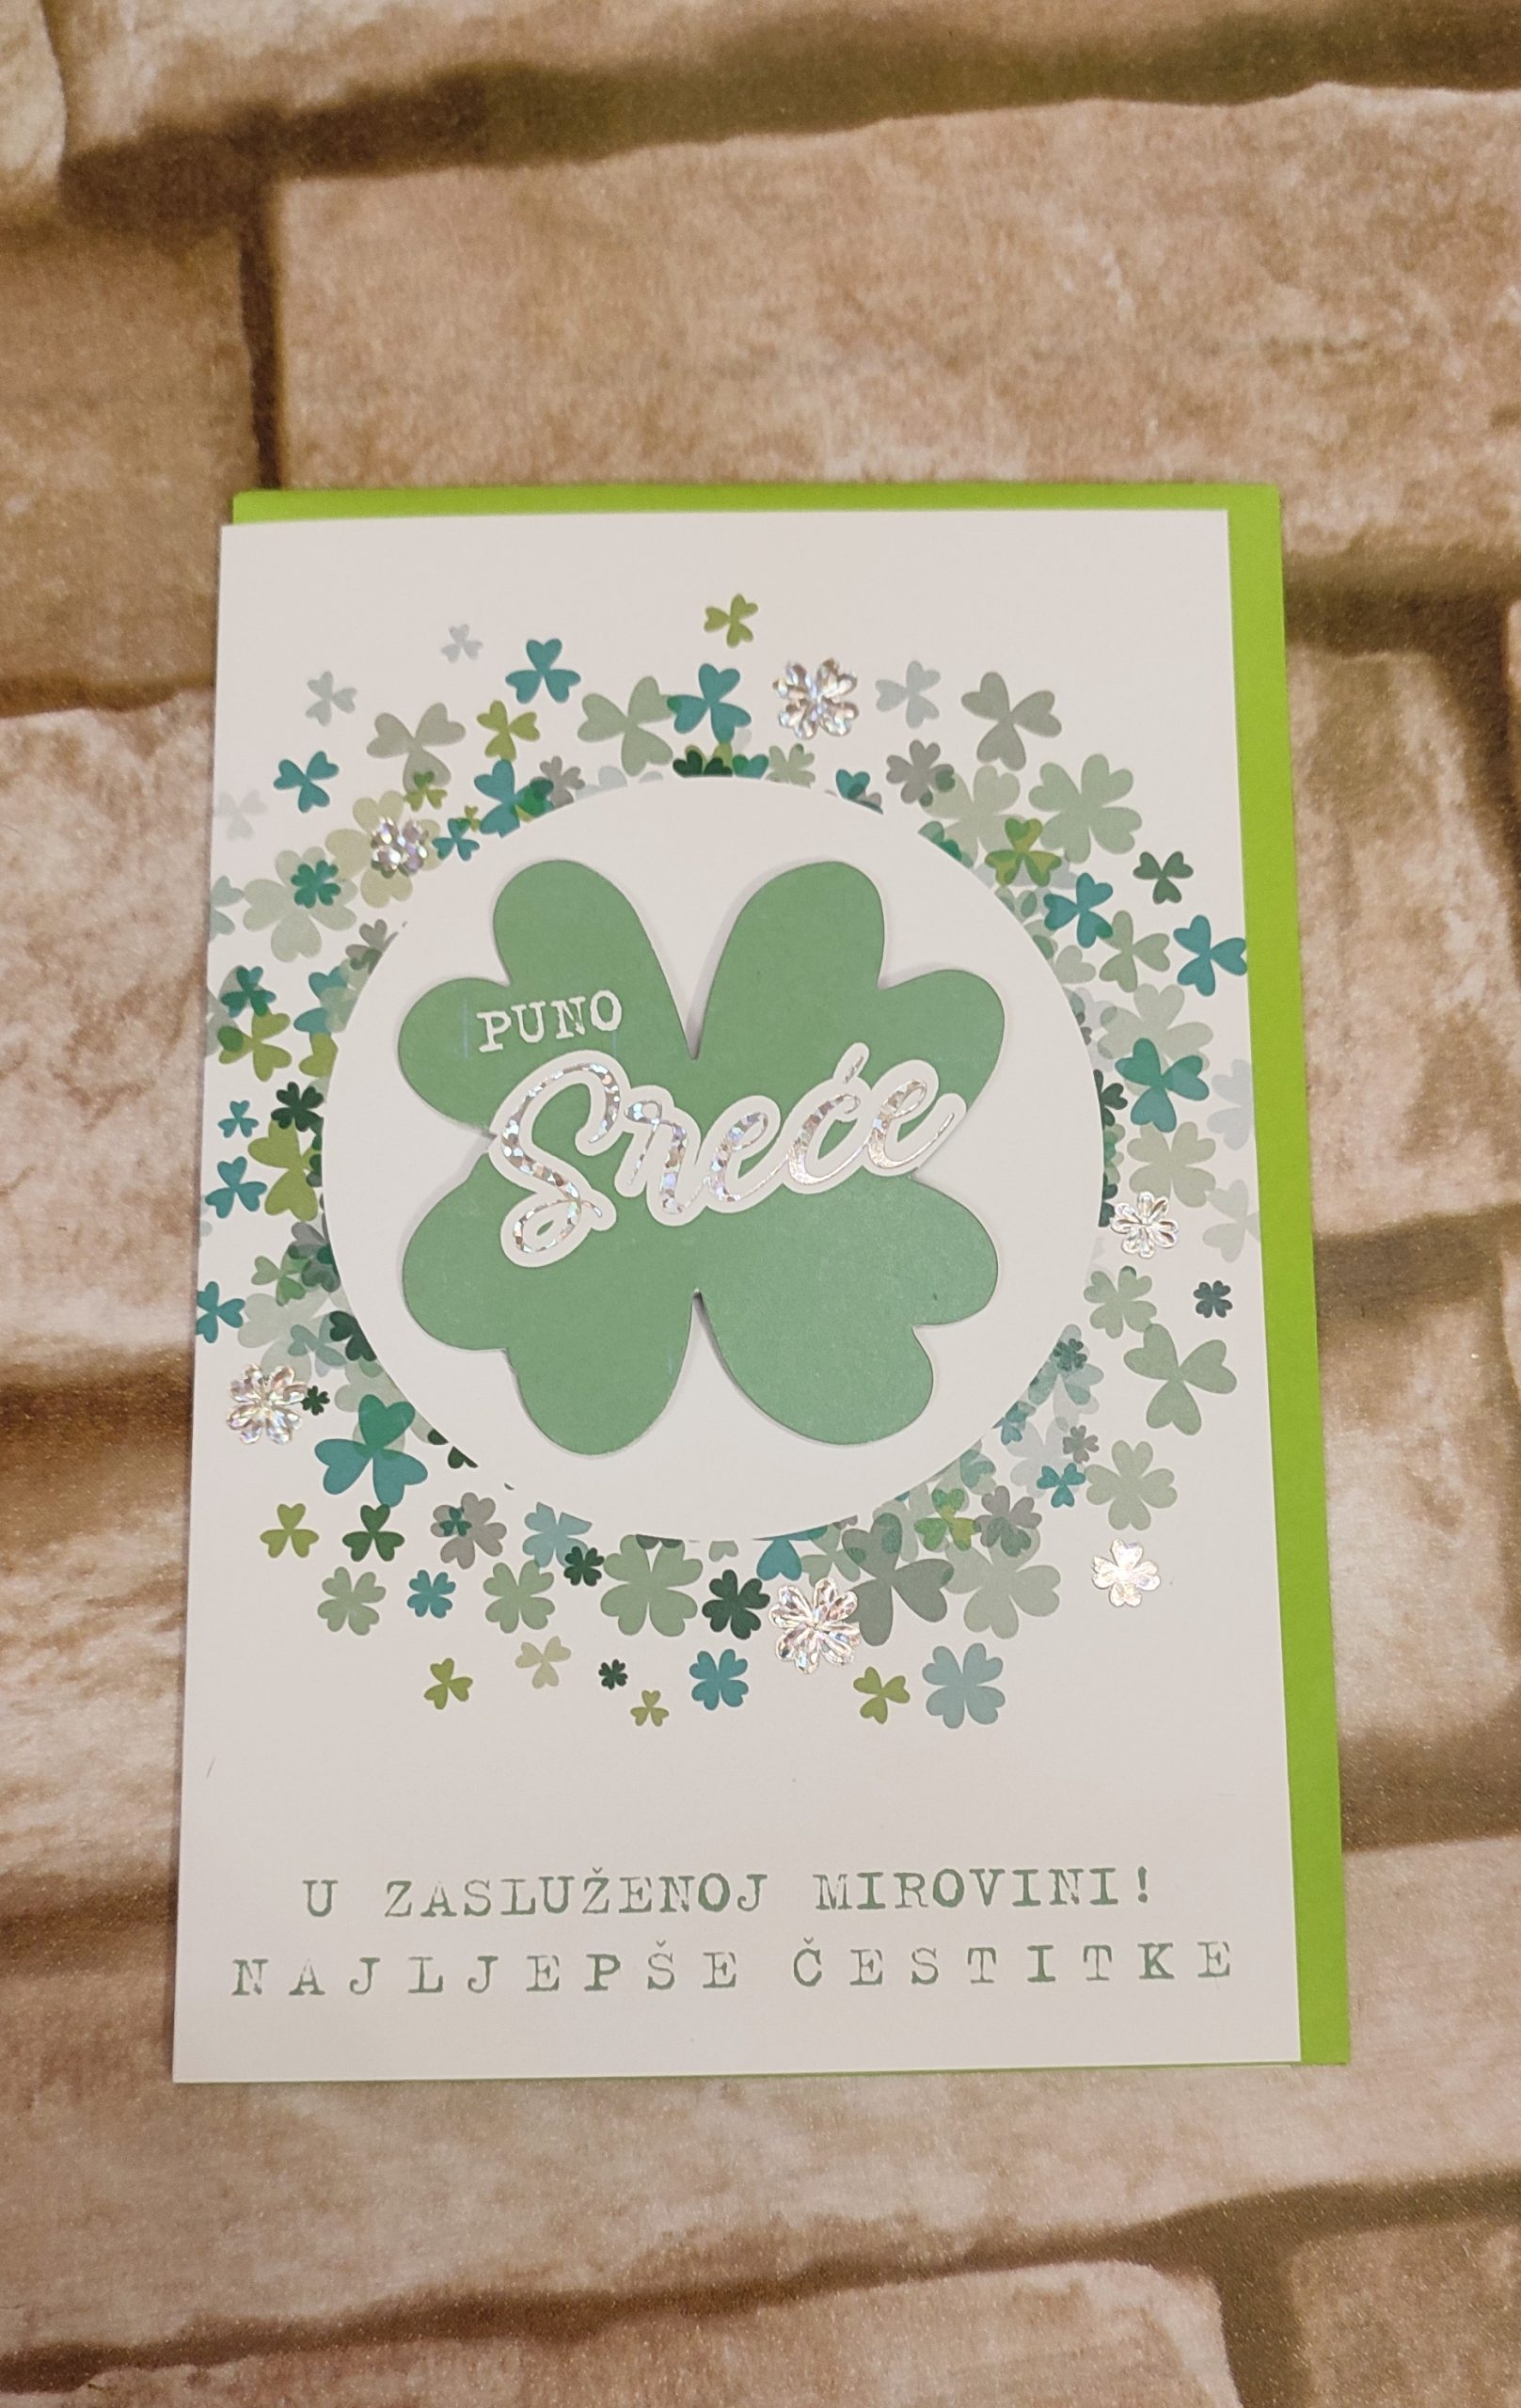 PUNO
Sreće
U ZASLUŽENOJ MIROVINI!
NAJLJEPŠE ČESTITKE